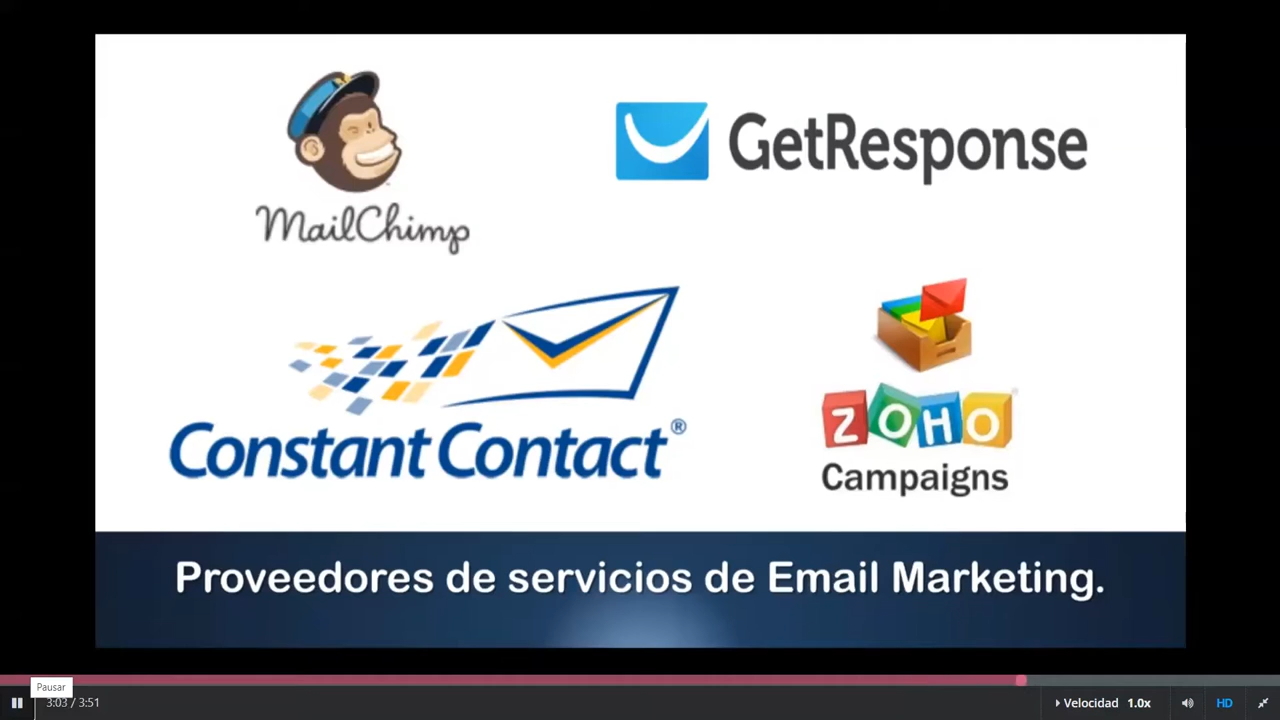 MailChimp
GetResponse
Constant Contact®
ZOHO
Campaigns
Proveedores de servicios de Email Marketing.
Pausar
3:03 / 3:51
Velocidad 1.0x
HD